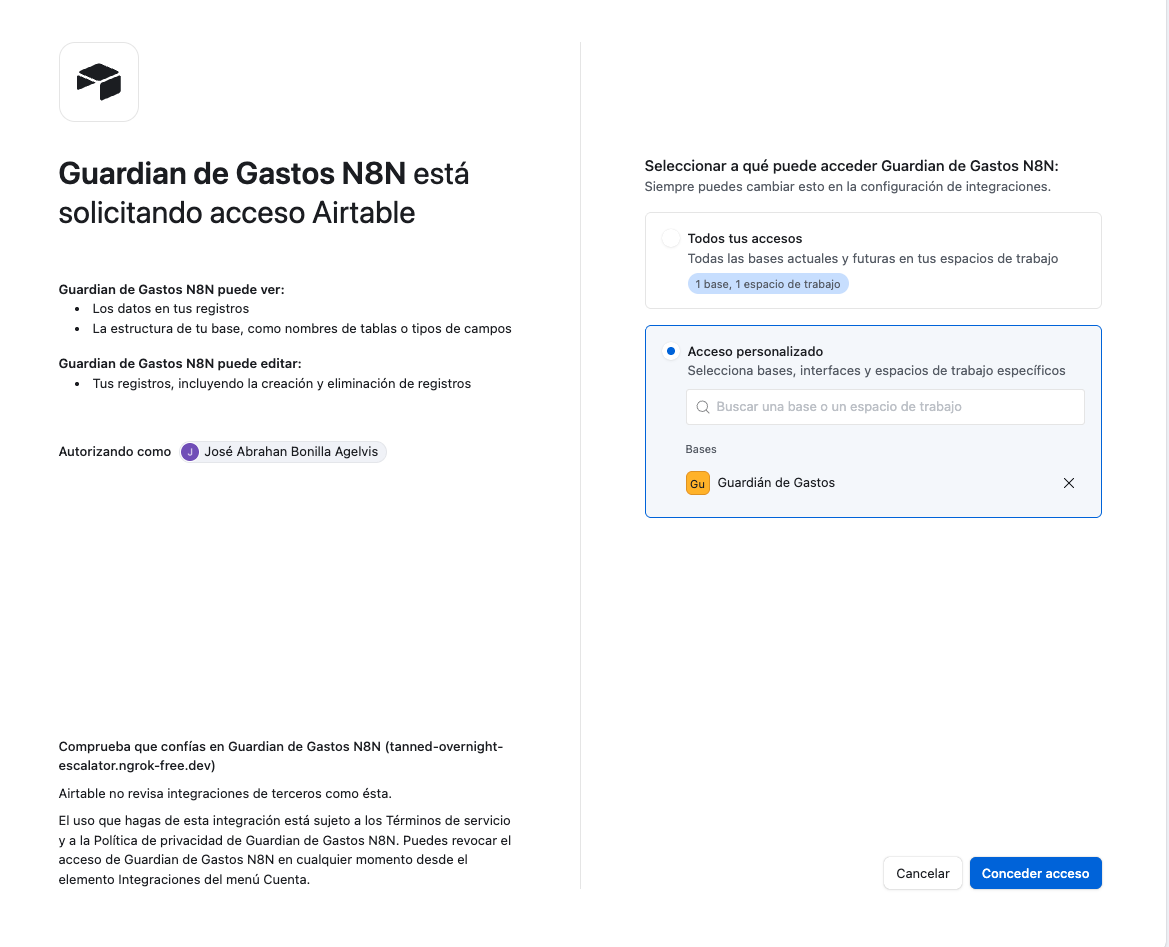 Guardian de Gastos N8N está
solicitando acceso Airtable
Guardian de Gastos N8N puede ver:
Los datos en tus registros
La estructura de tu base, como nombres de tablas o tipos de campos
Guardian de Gastos N8N puede editar:
Tus registros, incluyendo la creación y eliminación de registros
Autorizando como J José Abrahan Bonilla Agelvis
Comprueba que confías en Guardian de Gastos N8N (tanned-overnight-
escalator.ngrok-free.dev)
Airtable no revisa integraciones de terceros como ésta.
El uso que hagas de esta integración está sujeto a los Términos de servicio
y a la Política de privacidad de Guardian de Gastos N8N. Puedes revocar el
acceso de Guardian de Gastos N8N en cualquier momento desde el
elemento Integraciones del menú Cuenta.
Seleccionar a qué puede acceder Guardian de Gastos N8N:
Siempre puedes cambiar esto en la configuración de integraciones.
Todos tus accesos
Todas las bases actuales y futuras en tus espacios de trabajo
1 base, 1 espacio de trabajo
Acceso personalizado
Selecciona bases, interfaces y espacios de trabajo específicos
Buscar una base o un espacio de trabajo
Bases
Gu Guardián de Gastos
Cancelar Conceder acceso